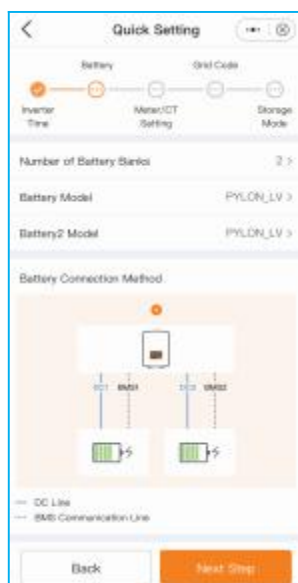 Quick Setting
Battery Grid Code
Inverter Time Meter/CT Setting Storage Mode
Number of Battery Banks 2 >
Battery Model PYLON_LV >
Battery2 Model PYLON_LV >
Battery Connection Method
DC1 BMS1 DC2 BMS2
DC Line
BMS Communication Line
Back Next Step